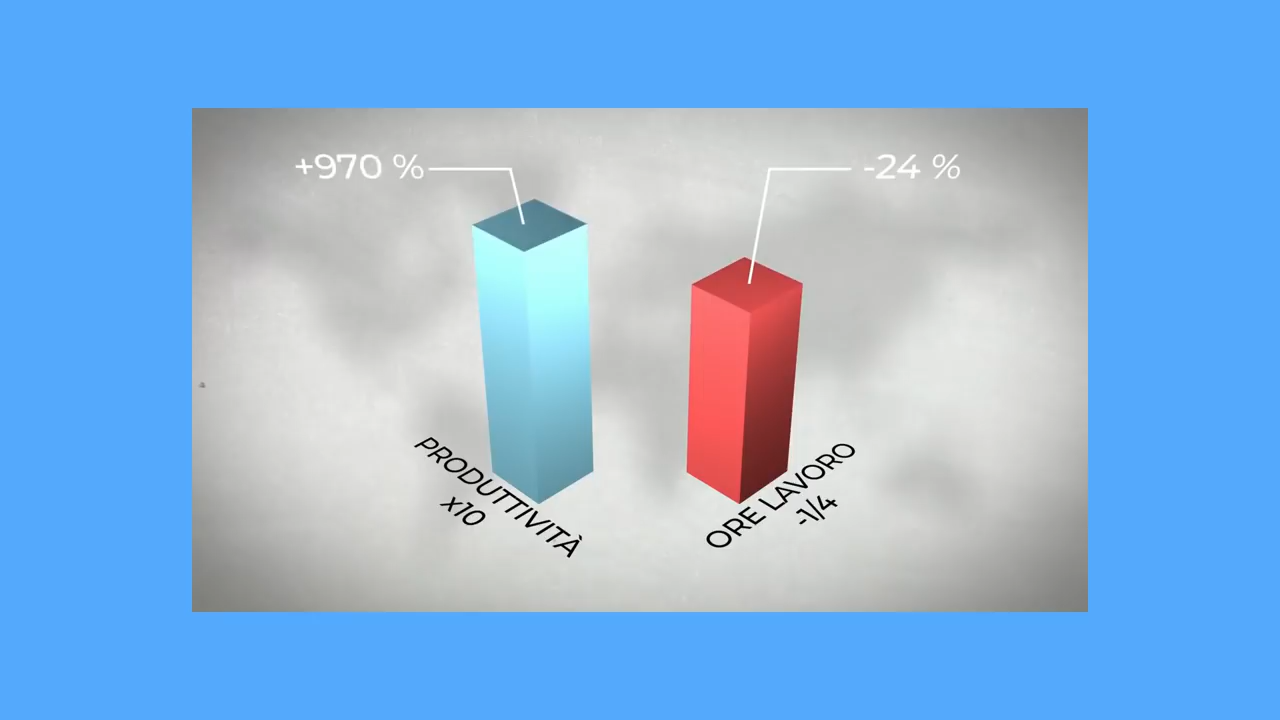 +970 %
-24 %
PRODUTTIVITÀ
x10
ORE LAVORO
-1/4